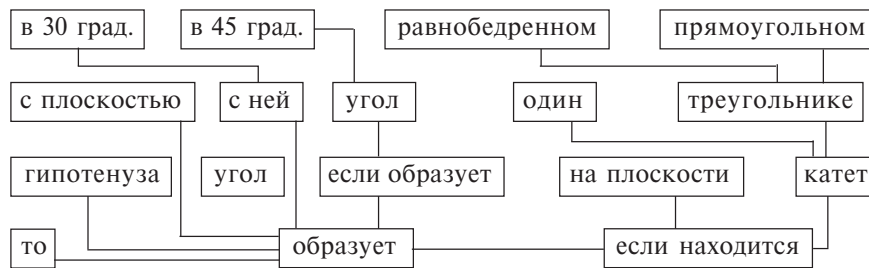 в 30 град. в 45 град. равнобедренном прямоугольном
с плоскостью с ней угол один треугольнике
гипотенуза угол если образует на плоскости катет
то образует если находится